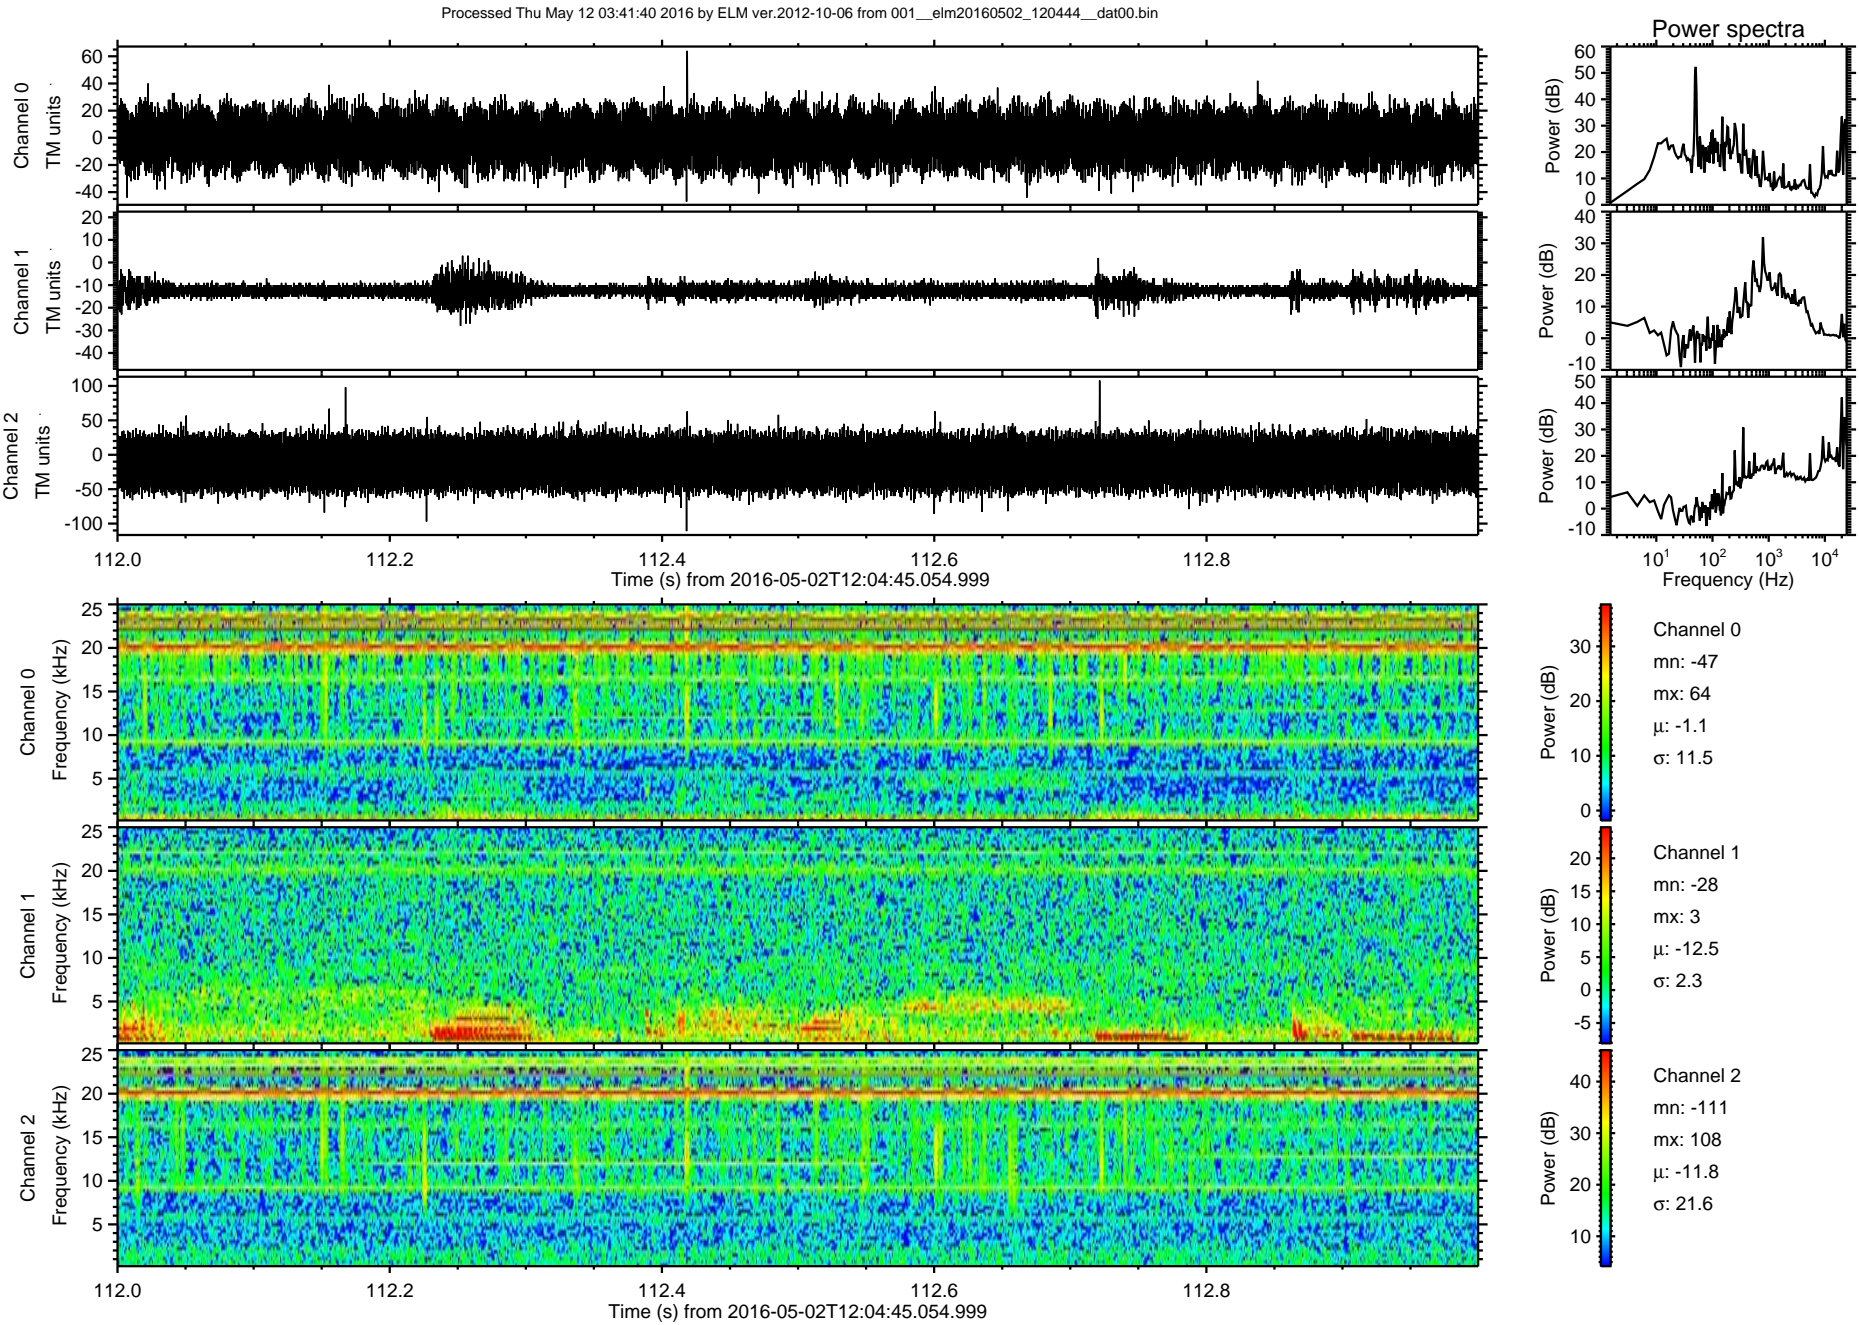 Processed Thu May 12 03:41:40 2016 by ELM ver.2012-10-06 from 001__elm20160502_120444__dat00.bin
Power spectra
Channel 0
TM units
60
40
20
0
-20
-40
Power (dB)
60
50
40
30
20
10
0
Channel 1
TM units
20
10
0
-10
-20
-30
-40
Power (dB)
40
30
20
10
0
-10
Channel 2
TM units
100
50
0
-50
-100
Power (dB)
50
40
30
20
10
0
-10
112.0 112.2 112.4 112.6 112.8
Time (s) from 2016-05-02T12:04:45.054.999
10^1 10^2 10^3 10^4
Frequency (Hz)
Channel 0
Frequency (kHz)
25
20
15
10
5
Power (dB)
30
20
10
0
Channel 0
mn: -47
mx: 64
μ: -1.1
σ: 11.5
Channel 1
Frequency (kHz)
25
20
15
10
5
Power (dB)
20
15
10
5
0
-5
Channel 1
mn: -28
mx: 3
μ: -12.5
σ: 2.3
Channel 2
Frequency (kHz)
25
20
15
10
5
Power (dB)
40
30
20
10
Channel 2
mn: -111
mx: 108
μ: -11.8
σ: 21.6
112.0 112.2 112.4 112.6 112.8
Time (s) from 2016-05-02T12:04:45.054.999